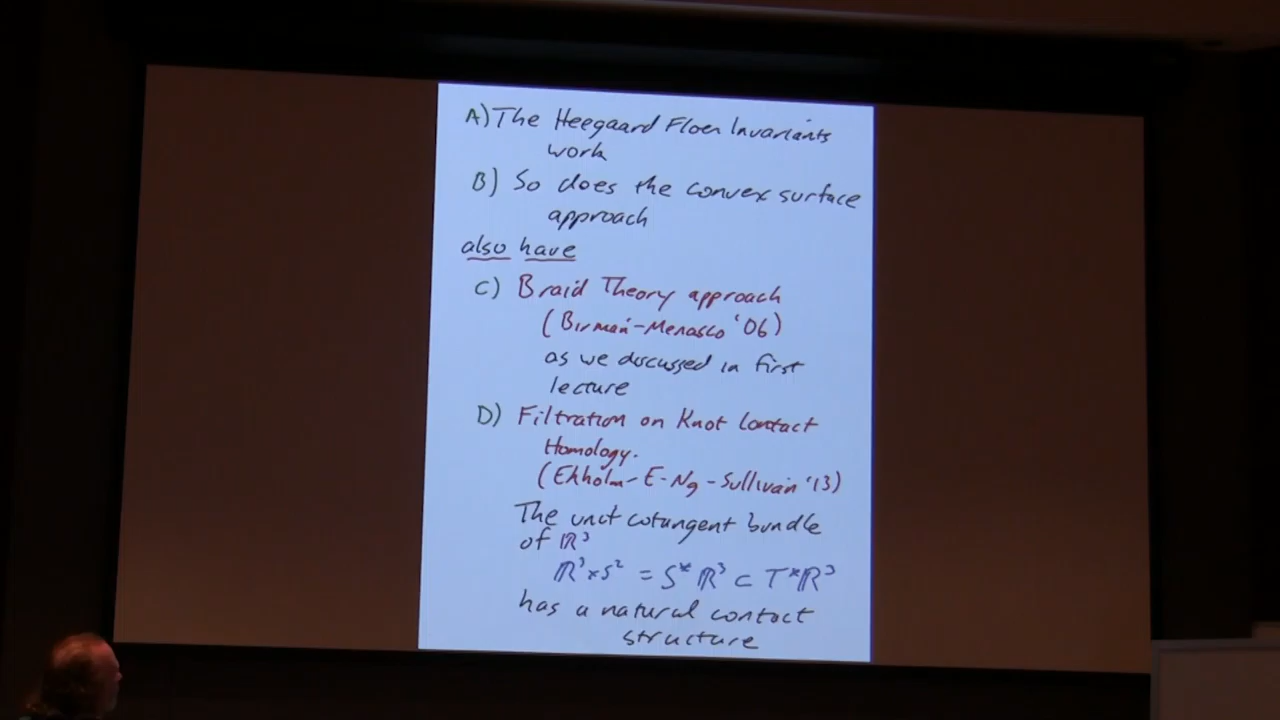 A) The Heegaard Floer Invariants
work
B) So does the convex surface
approach
also have
C) Braid Theory approach
(Birman-Menasco '06)
as we discussed in first
lecture
D) Filtration on Knot Contact
Homology.
(Ekholm-E-Ng-Sullivan '13)
The unit cotangent bundle
of ℝ³
ℝ³×S² = S*ℝ³ ⊂ T*ℝ³
has a natural contact
structure